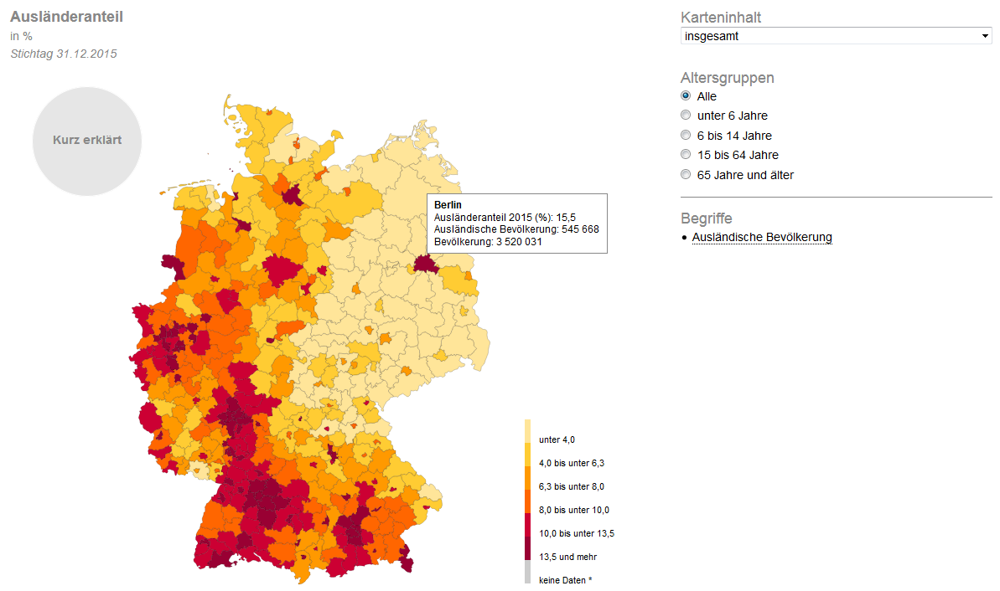 Ausländeranteil
in %
Stichtag 31.12.2015
Kurz erklärt
Berlin
Ausländeranteil 2015 (%): 15,5
Ausländische Bevölkerung: 545 668
Bevölkerung: 3 520 031
unter 4,0
4,0 bis unter 6,3
6,3 bis unter 8,0
8,0 bis unter 10,0
10,0 bis unter 13,5
13,5 und mehr
keine Daten *
Karteninhalt
insgesamt
Altersgruppen
Alle
unter 6 Jahre
6 bis 14 Jahre
15 bis 64 Jahre
65 Jahre und älter
Begriffe
Ausländische Bevölkerung